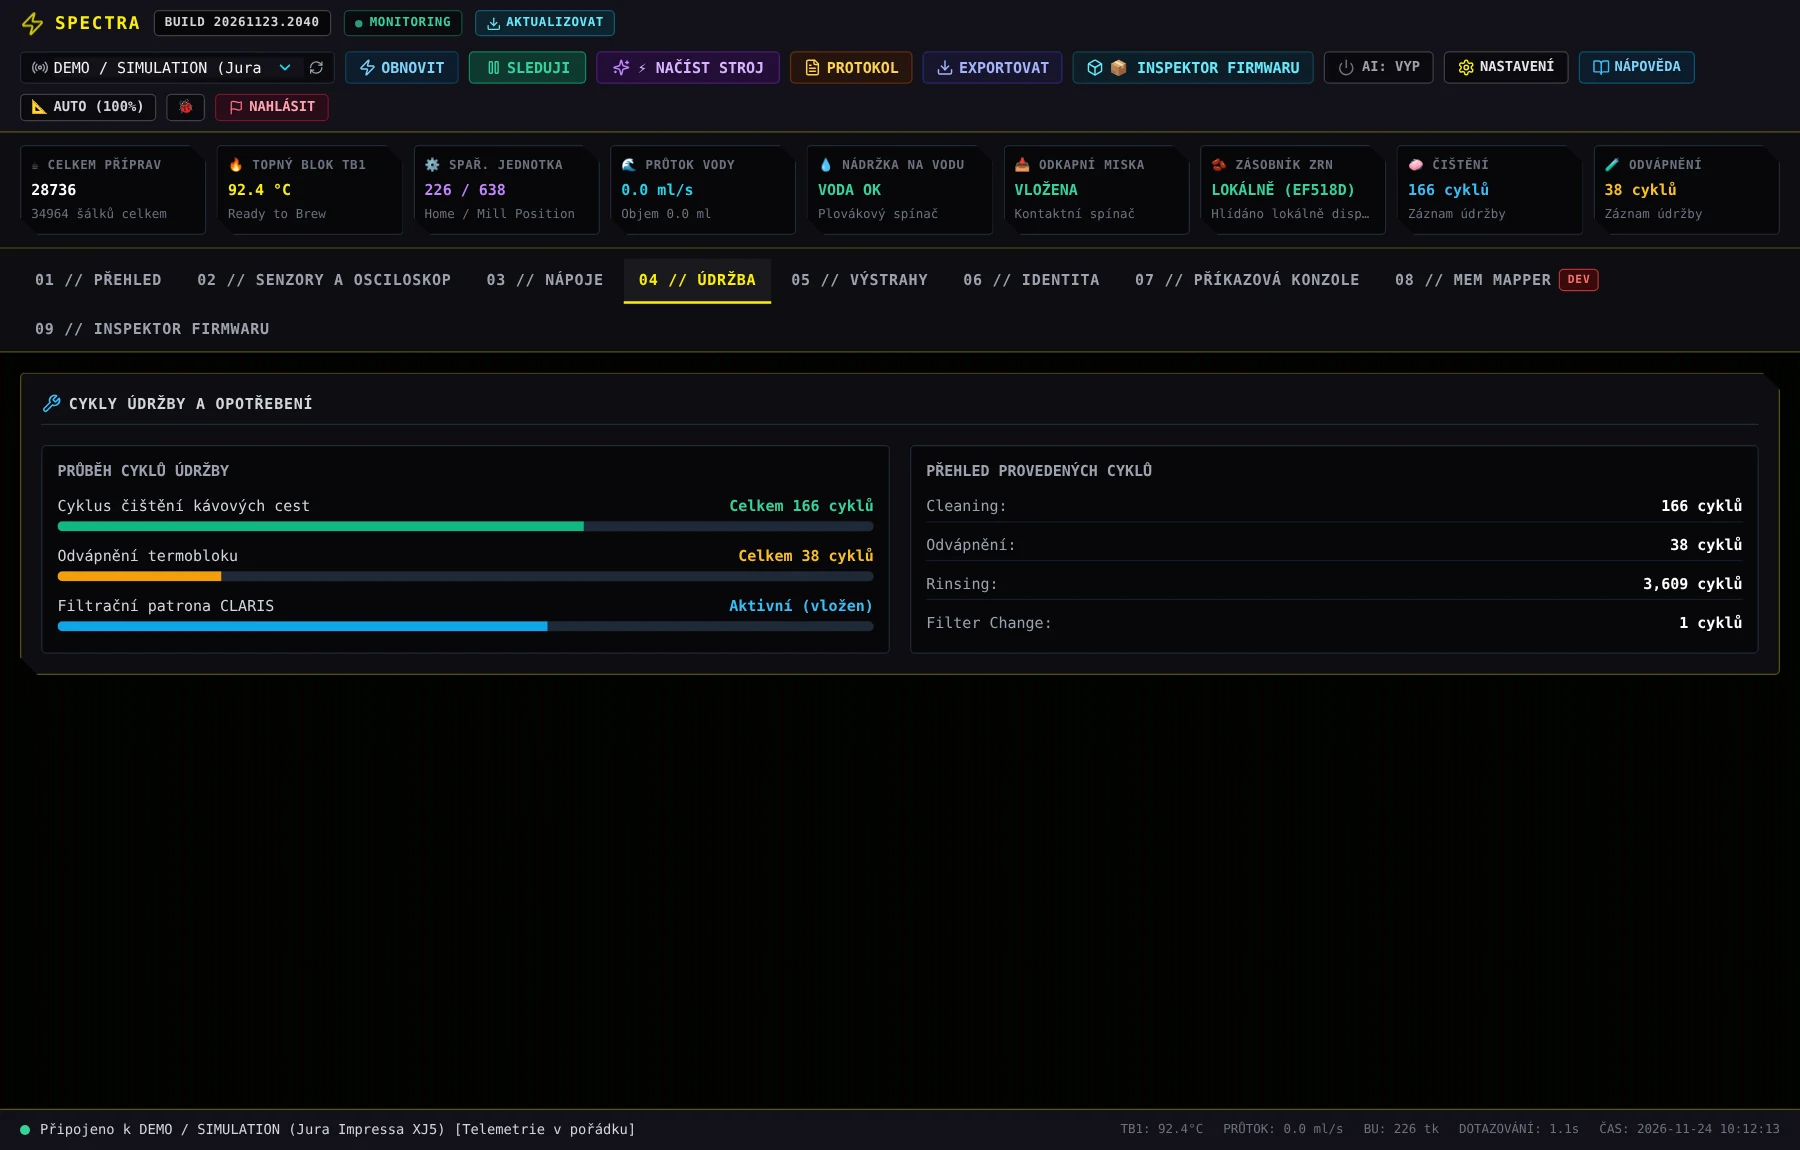 SPECTRA BUILD 20261123.2040 MONITORING AKTUALIZOVAT
DEMO / SIMULATION (Jura OBNOVIT SLEDUJI ⚡ NAČÍST STROJ PROTOKOL EXPORTOVAT INSPEKTOR FIRMWARU AI: VYP NASTAVENÍ NÁPOVĚDA
AUTO (100%) NAHLÁSIT
CELKEM PŘÍPRAV
28736
34964 šálků celkem
TOPNÝ BLOK TB1
92.4 °C
Ready to Brew
SPAŘ. JEDNOTKA
226 / 638
Home / Mill Position
PRŮTOK VODY
0.0 ml/s
Objem 0.0 ml
NÁDRŽKA NA VODU
VODA OK
Plovákový spínač
ODKAPNÍ MISKA
VLOŽENA
Kontaktní spínač
ZÁSOBNÍK ZRN
LOKÁLNĚ (EF518D)
Hlídáno lokálně disp…
ČIŠTĚNÍ
166 cyklů
Záznam údržby
ODVÁPNĚNÍ
38 cyklů
Záznam údržby
01 // PŘEHLED 02 // SENZORY A OSCILOSKOP 03 // NÁPOJE 04 // ÚDRŽBA 05 // VÝSTRAHY 06 // IDENTITA 07 // PŘÍKAZOVÁ KONZOLE 08 // MEM MAPPER DEV
09 // INSPEKTOR FIRMWARU
CYKLY ÚDRŽBY A OPOTŘEBENÍ
PRŮBĚH CYKLŮ ÚDRŽBY
Cyklus čištění kávových cest Celkem 166 cyklů
Odvápnění termobloku Celkem 38 cyklů
Filtrační patrona CLARIS Aktivní (vložen)
PŘEHLED PROVEDENÝCH CYKLŮ
Cleaning: 166 cyklů
Odvápnění: 38 cyklů
Rinsing: 3,609 cyklů
Filter Change: 1 cyklů
Připojeno k DEMO / SIMULATION (Jura Impressa XJ5) [Telemetrie v pořádku] TB1: 92.4°C PRŮTOK: 0.0 ml/s BU: 226 tk DOTAZOVÁNÍ: 1.1s ČAS: 2026-11-24 10:12:13